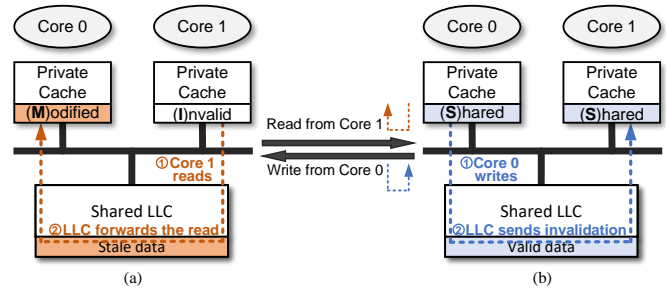 Core 0
Core 1
Private
Cache
(M)odified
Private
Cache
(I)nvalid
①Core 1
reads
Shared LLC
②LLC forwards the read
Stale data
(a)
Read from Core 1
Write from Core 0
Core 0
Core 1
Private
Cache
(S)hared
Private
Cache
(S)hared
①Core 0
writes
Shared LLC
②LLC sends invalidation
Valid data
(b)